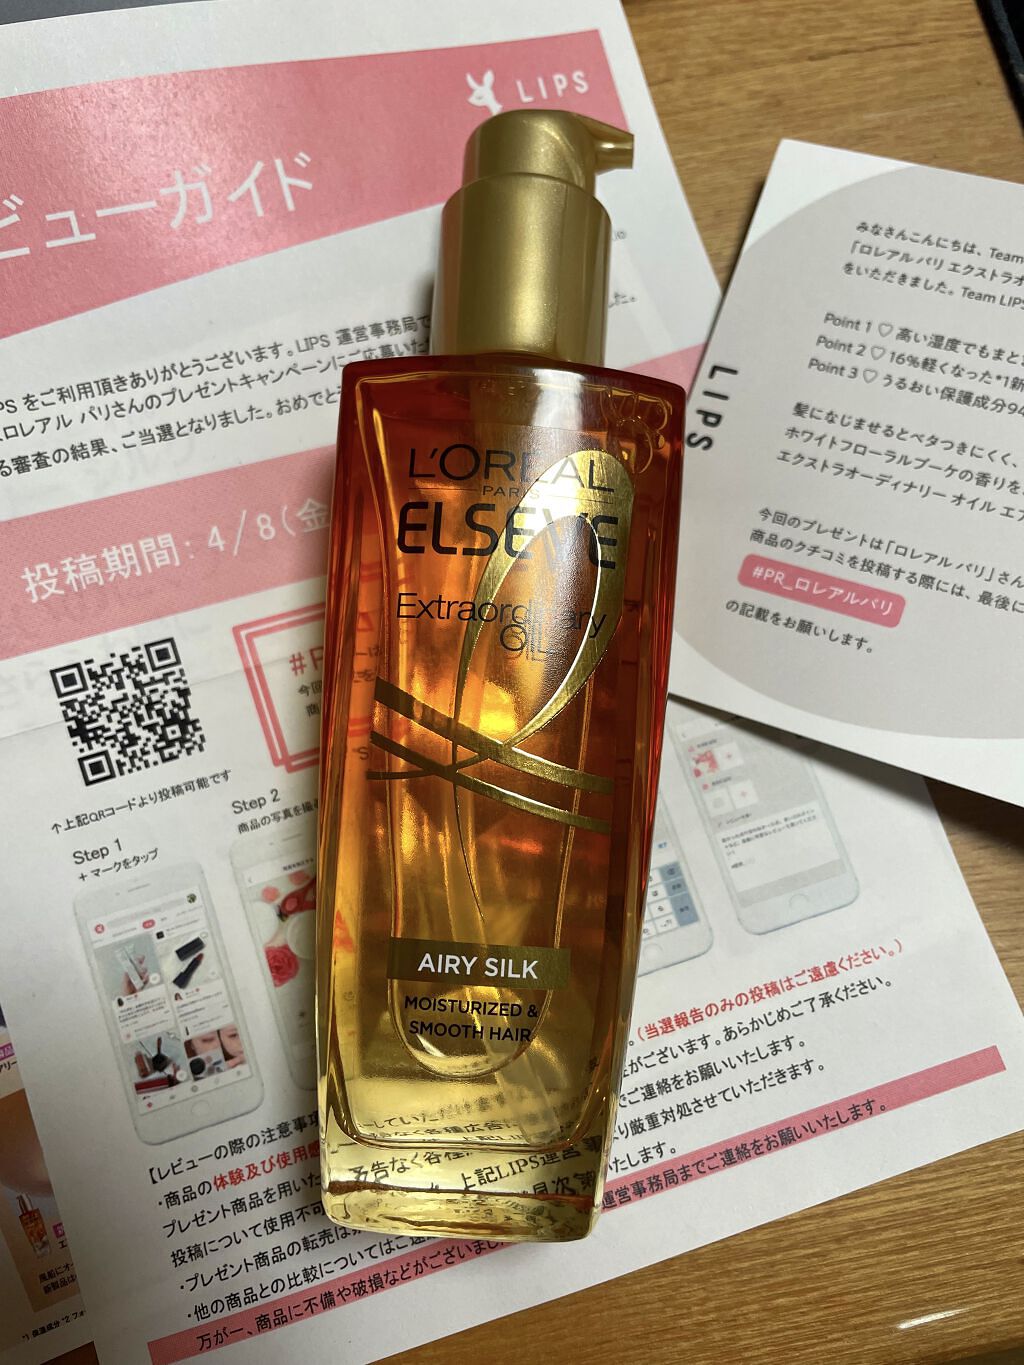 LIPS
ビューガイド
PS をご利用頂きありがとうございます。LIPS 運営事務局で
ロレアル パリさんのプレゼントキャンペーンにご応募いた
る審査の結果、ご当選となりました。おめでと
投稿期間：4/8(金
↑上記QRコードより投稿可能です
Step 1
+マークをタップ
Step 2
商品の写真を撮
L'ORÉAL
PARIS
ELSEVE
Extraordinary
OIL
AIRY SILK
MOISTURIZED &
SMOOTH HAIR
LIPS
みなさんこんにちは、Team
「ロレアル パリ エクストラオ
をいただきました。Team LIPS
Point 1 ♡ 高い湿度でもまと
Point 2 ♡ 16%軽くなった*1新
Point 3 ♡ うるおい保護成分94
髪になじませるとベタつきにくく、
ホワイトフローラルブーケの香りを
エクストラオーディナリー オイル エア
今回のプレゼントは「ロレアル パリ」さん
商品のクチコミを投稿する際には、最後に
#PR_ロレアルパリ
の記載をお願いします。
(当選報告のみの投稿はご遠慮ください。)
がございます。あらかじめご了承ください。
でご連絡をお願いいたします。
り厳重対処させていただきます。
いたします。
【レビューの際の注意事項
・商品の体験及び使用感
プレゼント商品を用いた
投稿について使用不可
・プレゼント商品の転売は
・他の商品との比較についてはご遠
万が一、商品に不備や破損などがございまし
運営事務局までご連絡をお願いいたします。
上記LIPS運営事